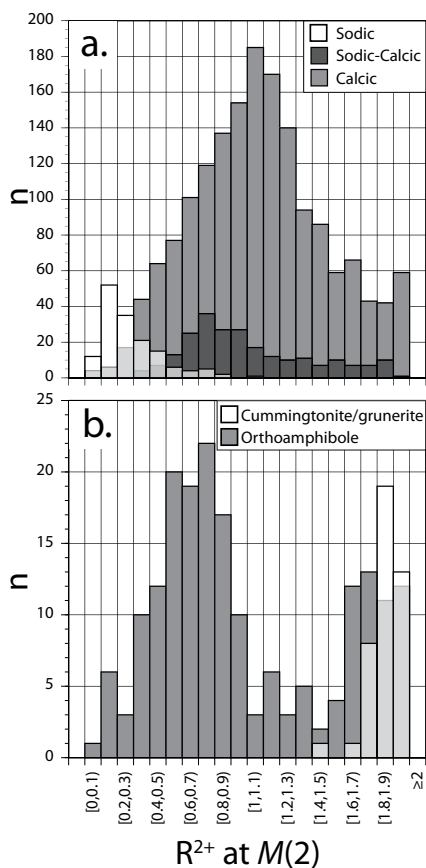 a.
Sodic
Sodic-Calcic
Calcic
n
200
180
160
140
120
100
80
60
40
20
0
b.
Cummingtonite/grunerite
Orthoamphibole
n
25
20
15
10
5
0
[0,0.1)
[0.2,0.3)
[0.4,0.5)
[0.6,0.7)
[0.8,0.9)
[1,1.1)
[1.2,1.3)
[1.4,1.5)
[1.6,1.7)
[1.8,1.9)
≥2
R²⁺ at M(2)